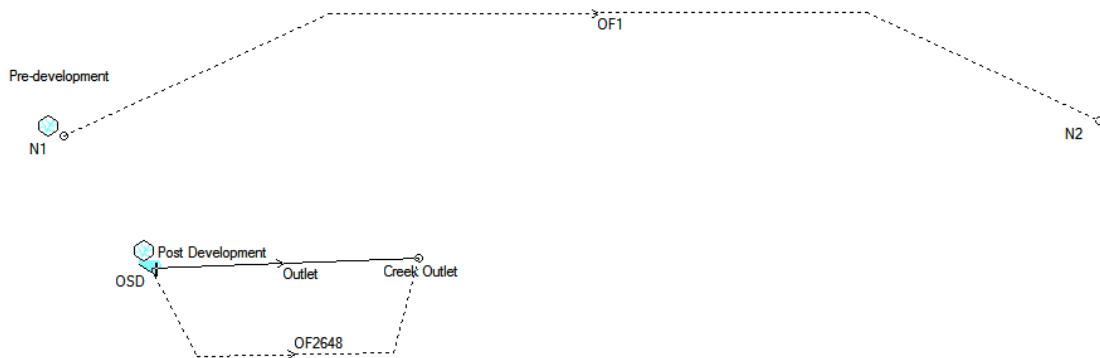 OF1
Pre-development
N1
N2
Post Development
OSD
Outlet
Creek Outlet
OF2648